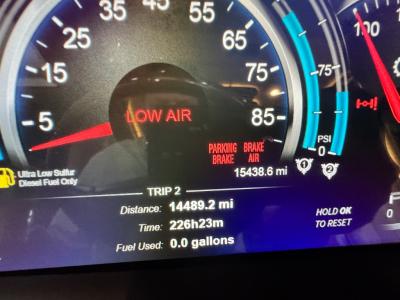 45
35
55
25
65
15
75
5
85
LOW AIR
PARKING BRAKE
BRAKE AIR
15438.6 mi
Ultra Low Sulfur
Diesel Fuel Only
75
PSI
0
1 2
100
TRIP 2
Distance: 14489.2 mi
Time: 226h23m
Fuel Used: 0.0 gallons
HOLD OK
TO RESET
P
0